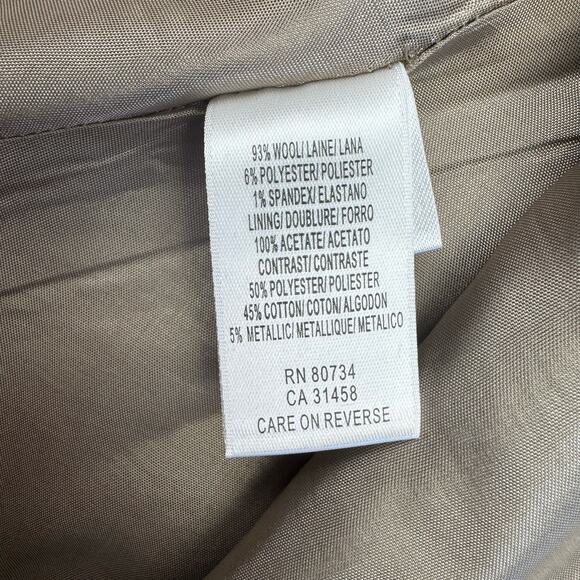 93% WOOL/ LAINE/ LANA
6% POLYESTER/ POLIESTER
1% SPANDEX/ ELASTANO
LINING/ DOUBLURE/ FORRO
100% ACETATE/ ACETATO
CONTRAST/ CONTRASTE
50% POLYESTER/ POLIESTER
45% COTTON/ COTON/ ALGODON
5% METALLIC/ METALLIQUE/ METALICO
RN 80734
CA 31458
CARE ON REVERSE